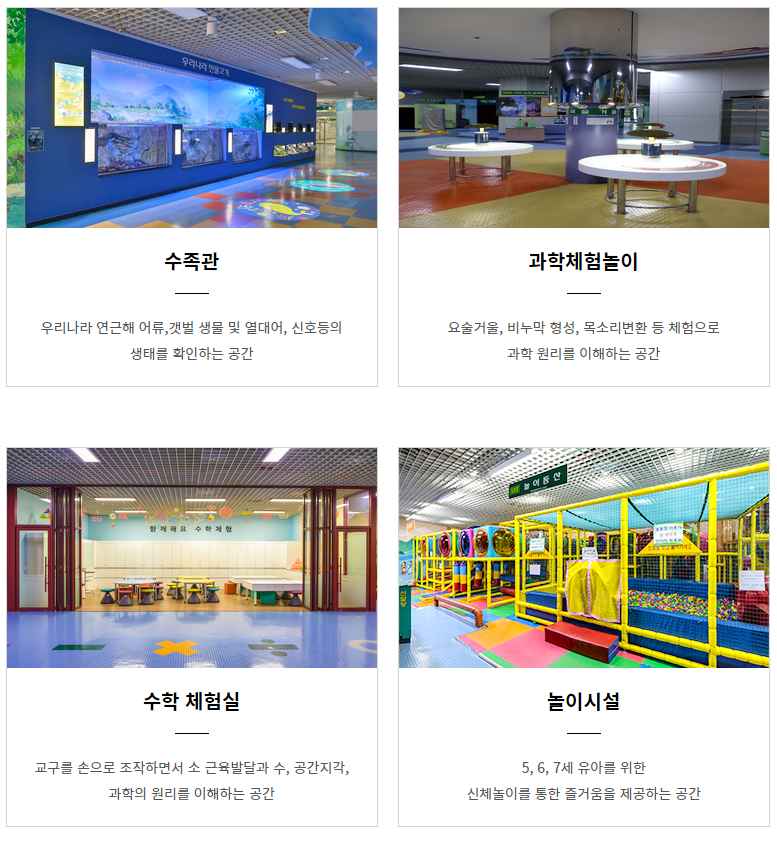 우리나라 민물고기
수족관
우리나라 연근해 어류,갯벌 생물 및 열대어, 신호등의
생태를 확인하는 공간
요술거울
과학체험놀이
요술거울, 비누막 형성, 목소리변환 등 체험으로
과학 원리를 이해하는 공간
함께해요 수학체험
수학 체험실
교구를 손으로 조작하면서 소 근육발달과 수, 공간지각,
과학의 원리를 이해하는 공간
놀이동산
놀이시설
5, 6, 7세 유아를 위한
신체놀이를 통한 즐거움을 제공하는 공간